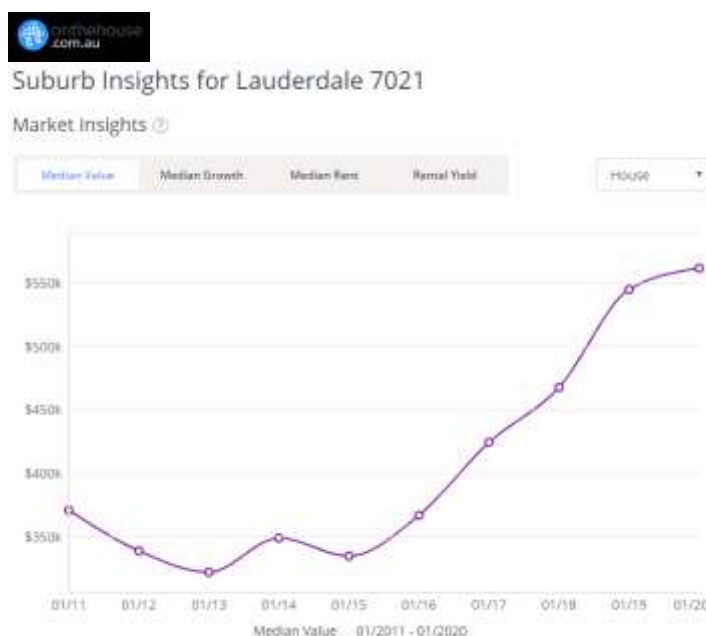 onthehouse
.com.au
Suburb Insights for Lauderdale 7021
Market Insights ?
Median Value Median Growth Median Rent Rental Yield House
$550k
$500k
$450k
$400k
$350k
01/11 01/12 01/13 01/14 01/15 01/16 01/17 01/18 01/19 01/20
Median Value 01/2011 - 01/2020